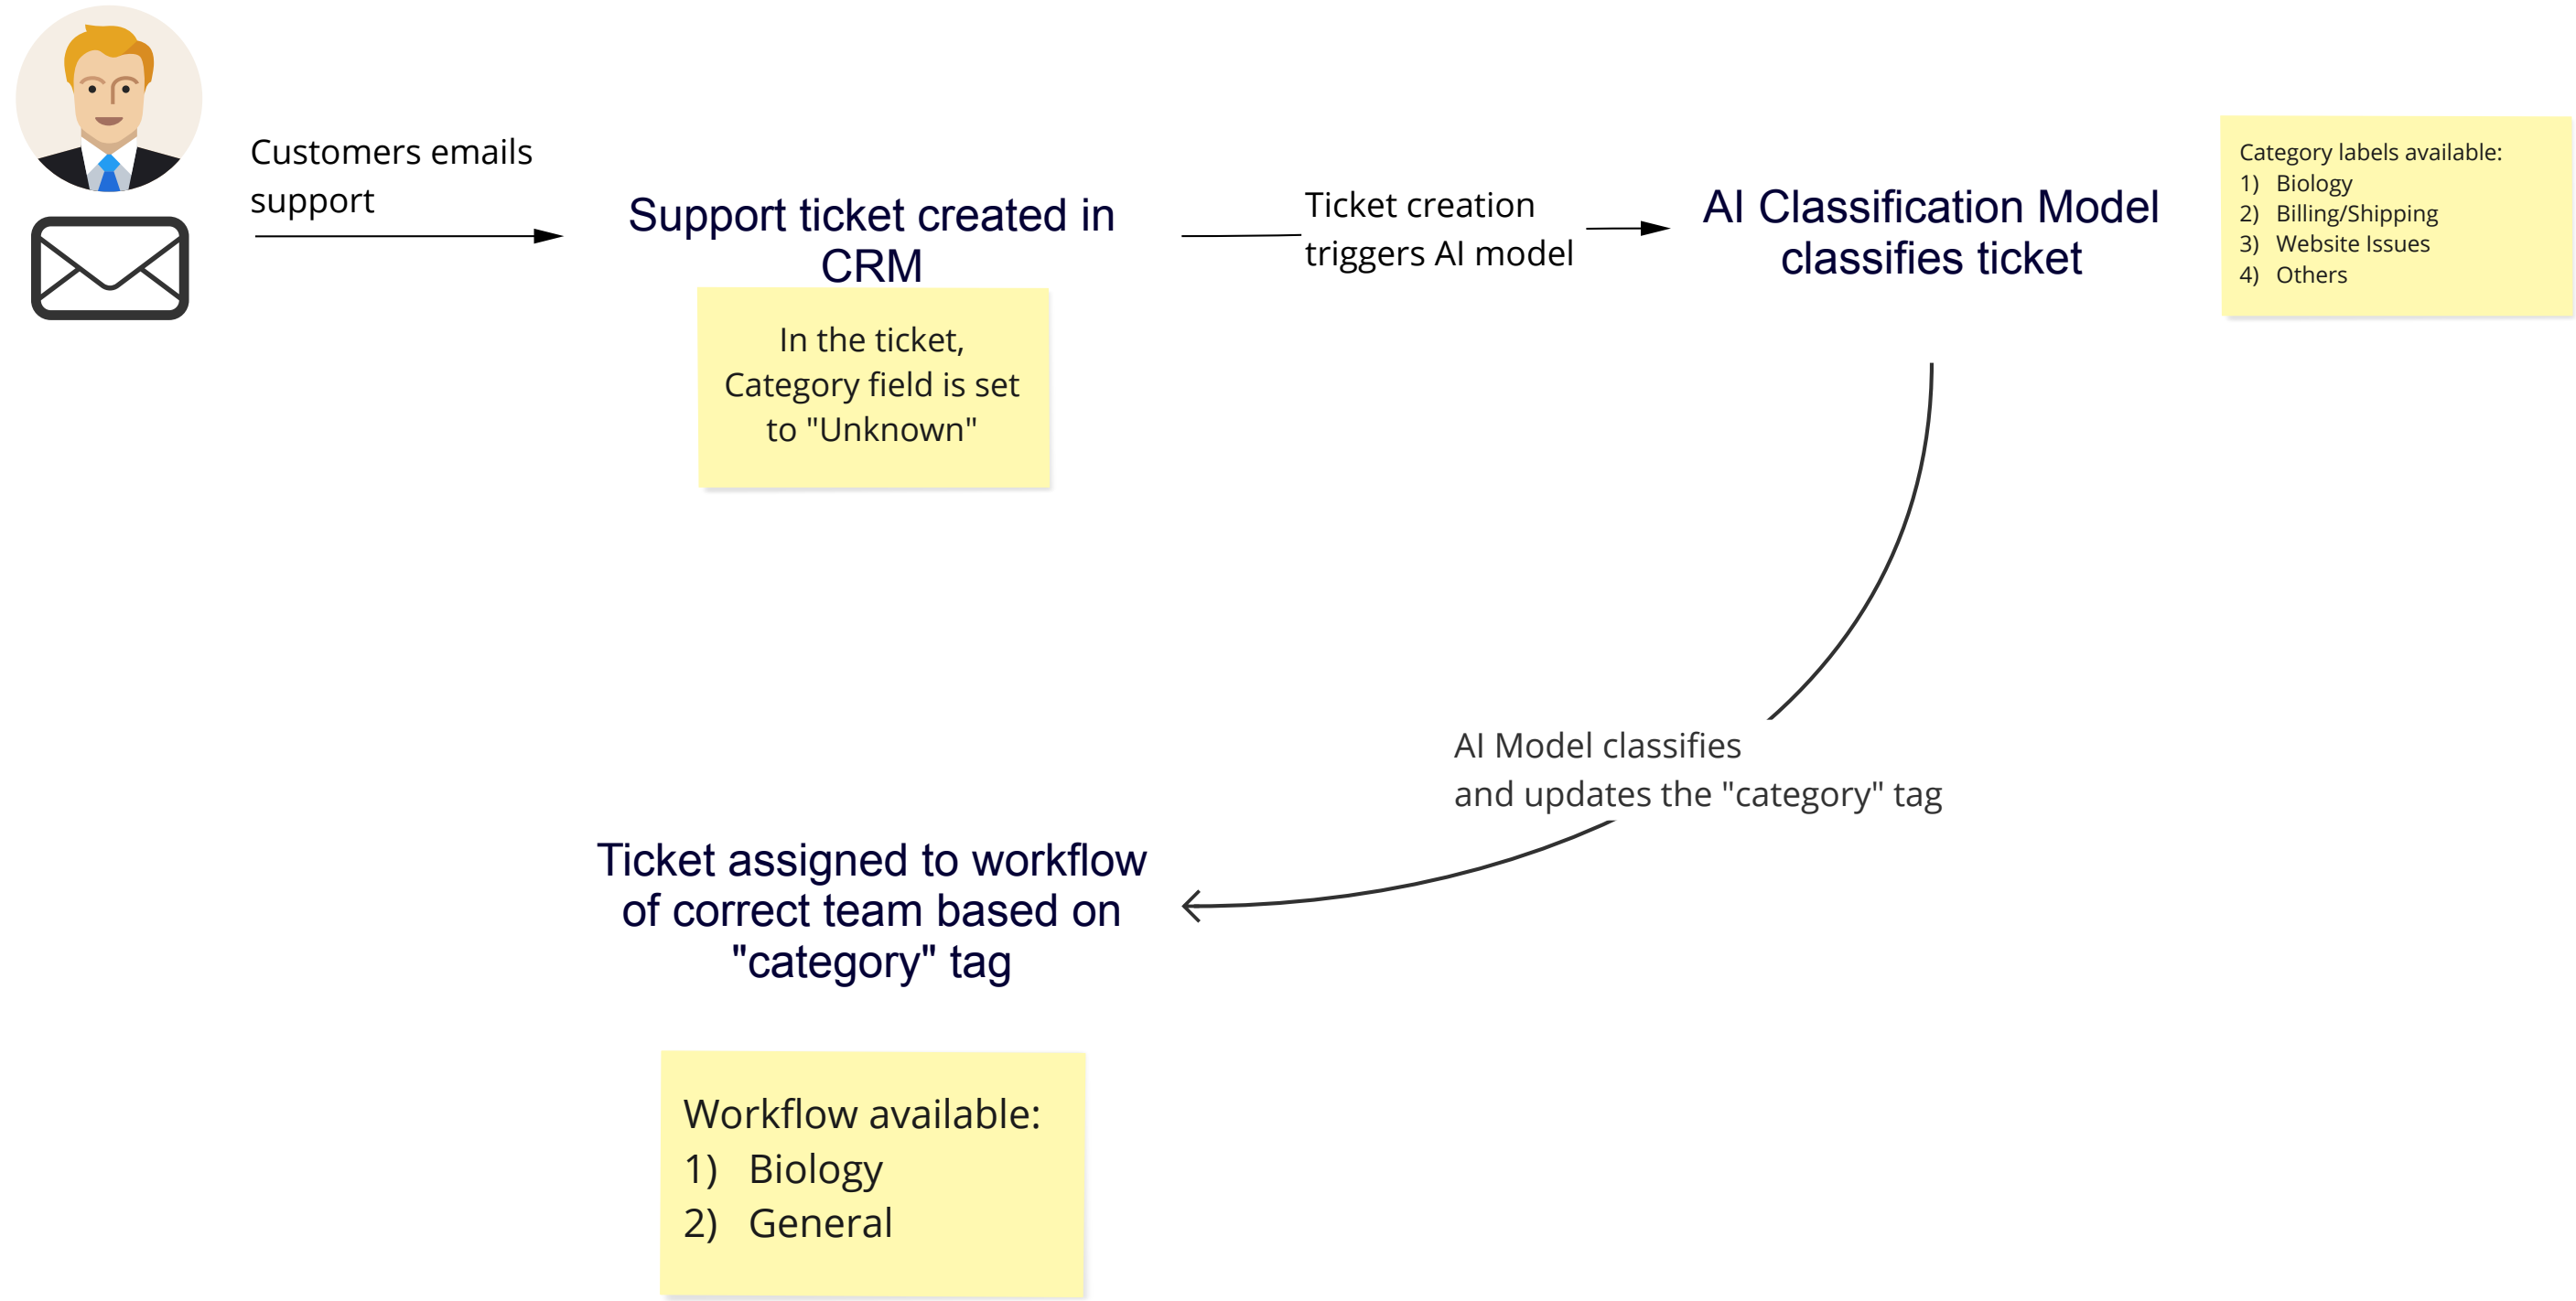 Customers emails
support
Support ticket created in
CRM
In the ticket,
Category field is set
to "Unknown"
Ticket creation
triggers AI model
AI Classification Model
classifies ticket
Category labels available:
1) Biology
2) Billing/Shipping
3) Website Issues
4) Others
AI Model classifies
and updates the "category" tag
Ticket assigned to workflow
of correct team based on
"category" tag
Workflow available:
1) Biology
2) General